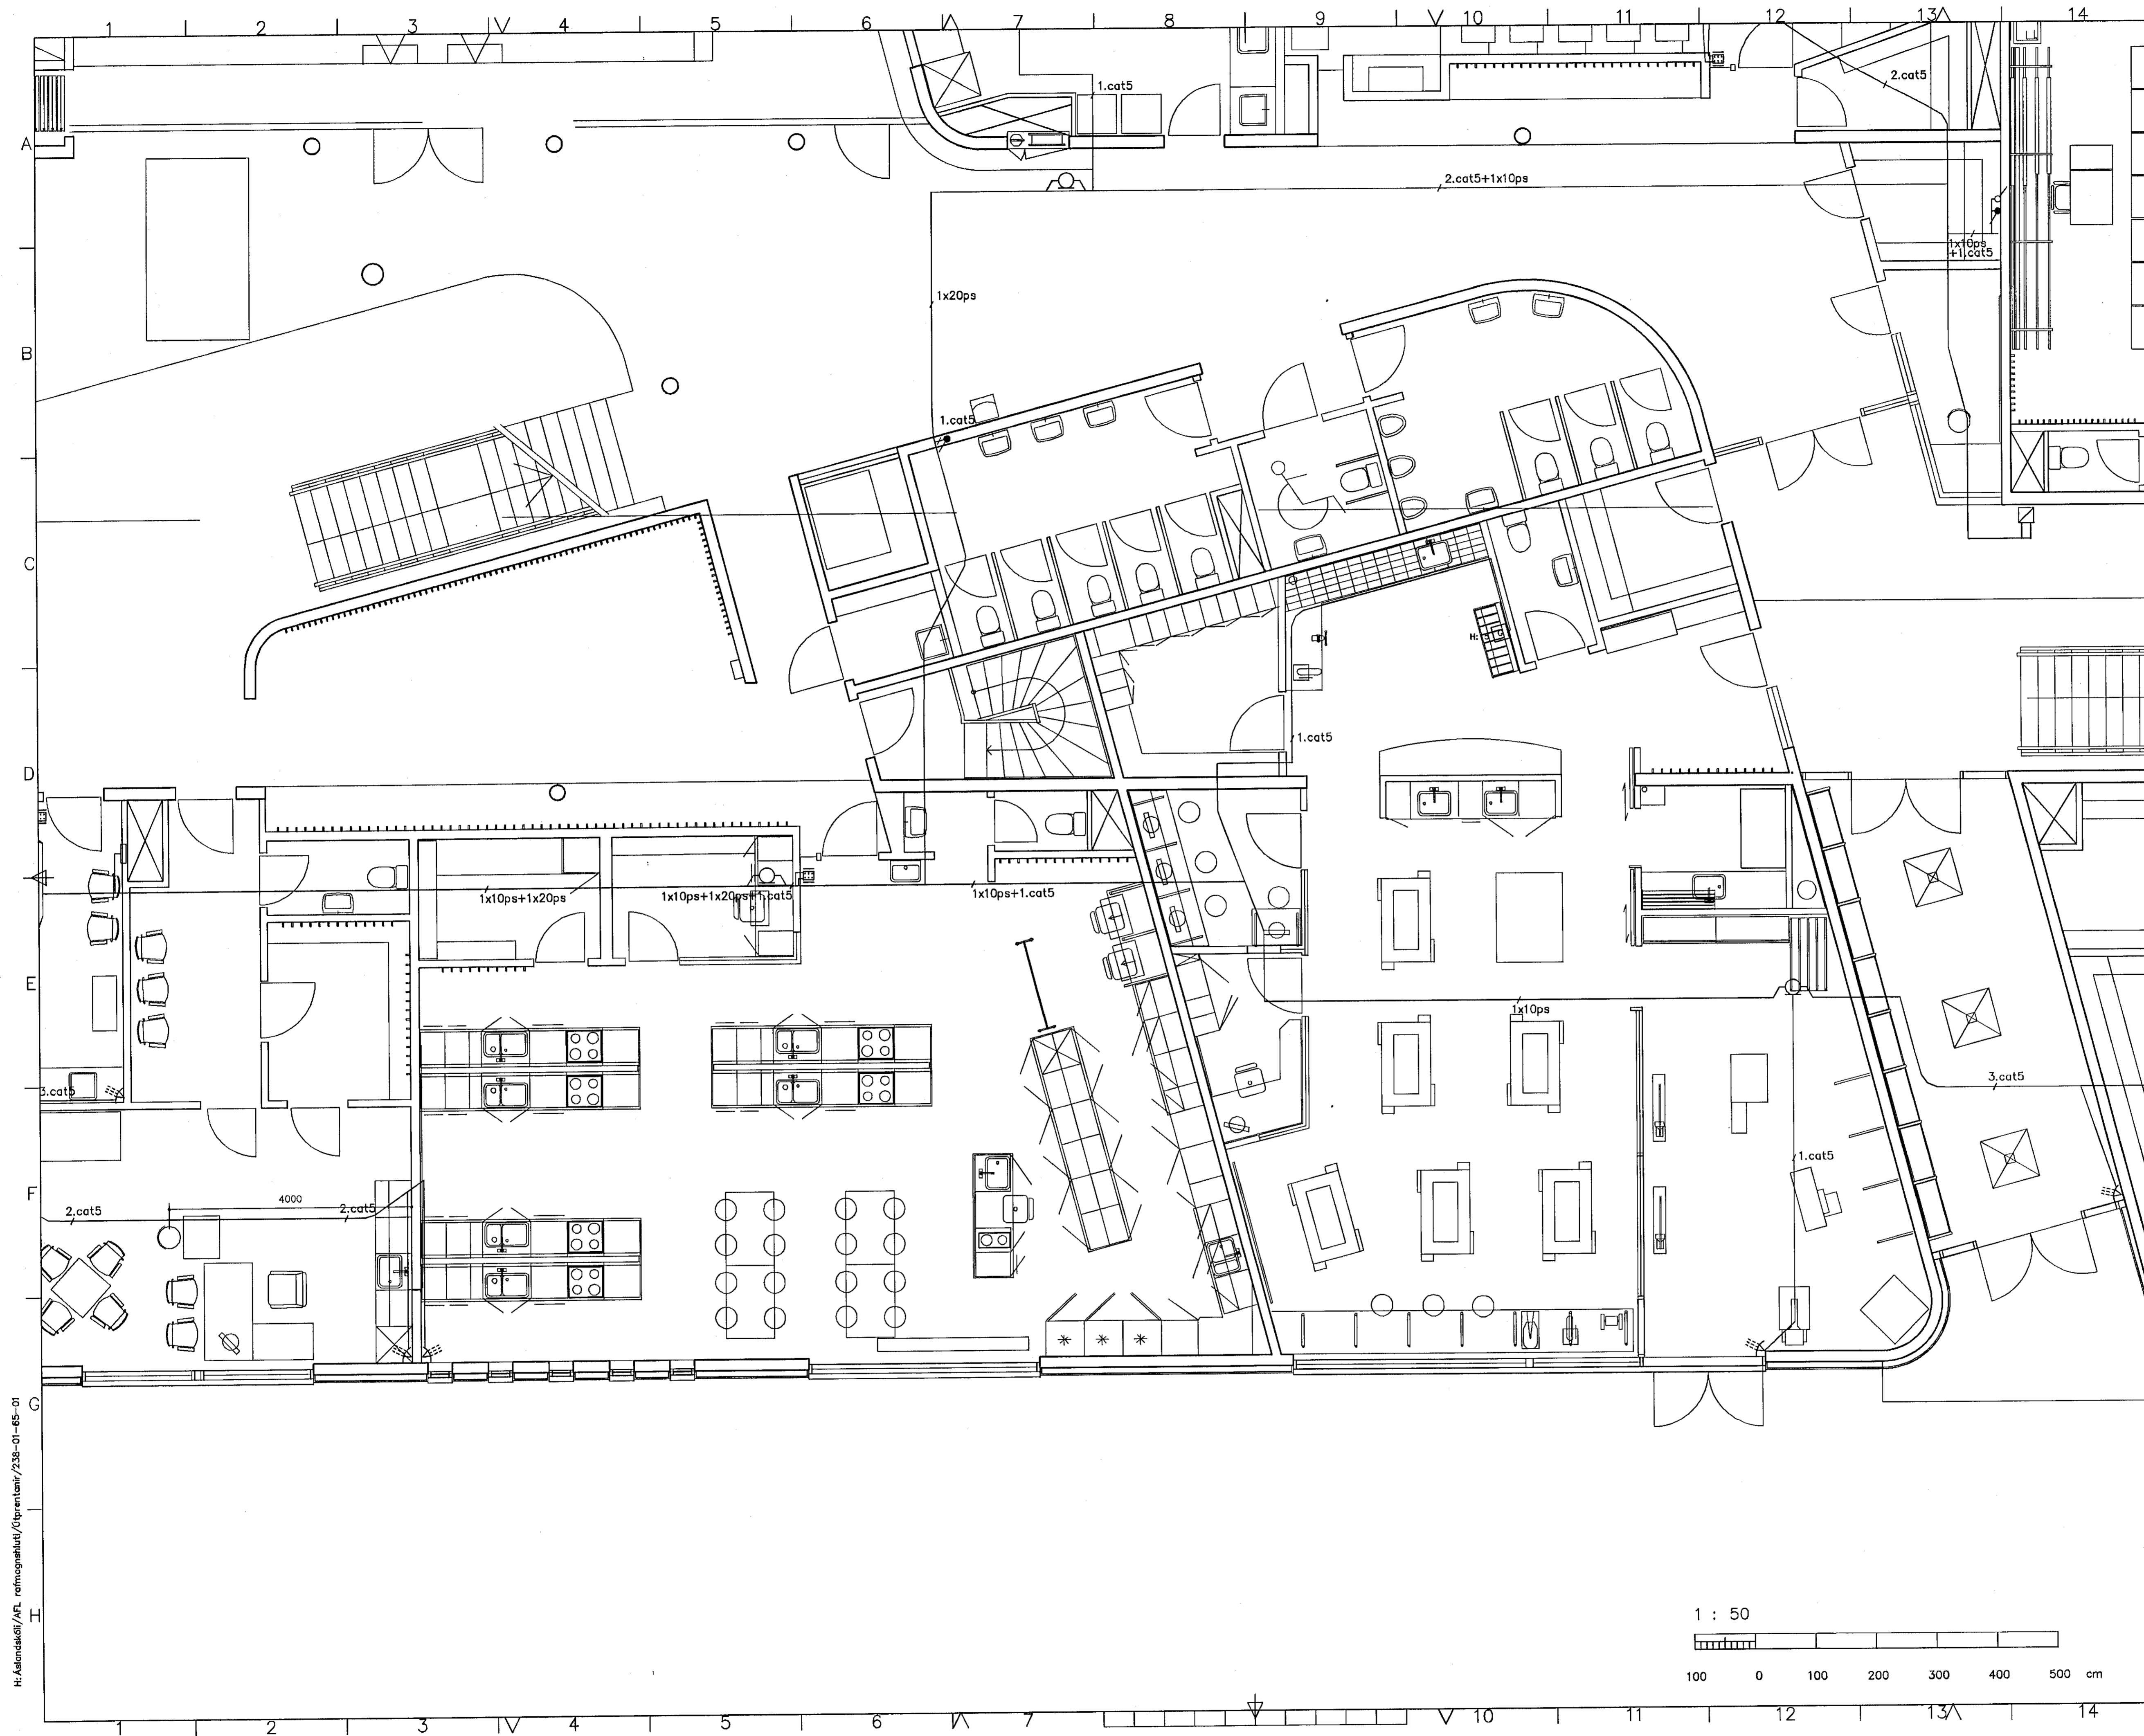 1 2 3 4 5 6 7 8 9 10 11 12 13 14
A
B
C
D
E
F
G
H
1.cat5
2.cat5
2.cat5+1x10ps
1x10ps
+1.cat5
1x20ps
1.cat5
H:
1.cat5
1x10ps+1x20ps
1x10ps+1x20ps+1.cat5
1x10ps+1.cat5
1x10ps
3.cat5
3.cat5
1.cat5
4000
2.cat5
2.cat5
H:Áslandskóli/AFL rafmagnshluti/Útprentanir/238-01-65-01
1 : 50
100 0 100 200 300 400 500 cm
1 2 3 4 5 6 7 10 11 12 13 14